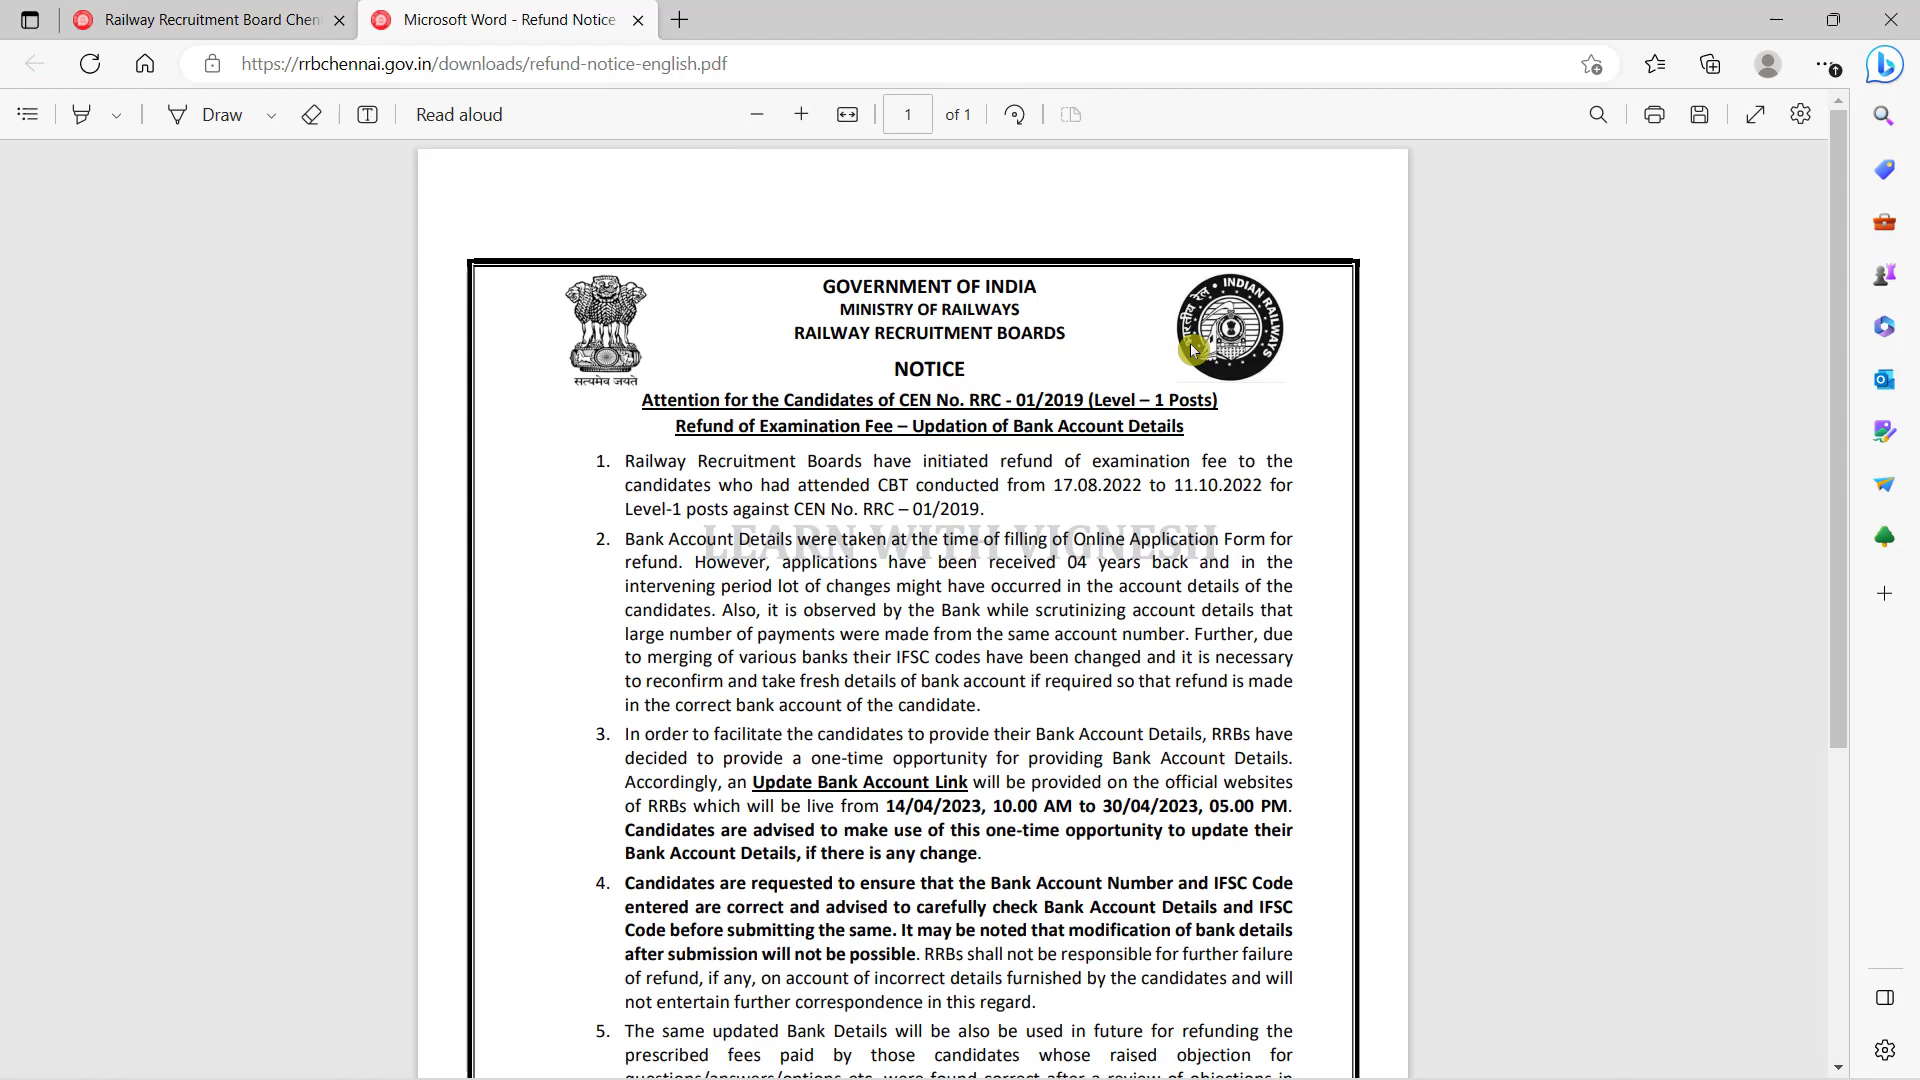 Railway Recruitment Board Chen
Microsoft Word - Refund Notice
https://rrbchennai.gov.in/downloads/refund-notice-english.pdf
Draw
Read aloud
1 of 1
GOVERNMENT OF INDIA
MINISTRY OF RAILWAYS
RAILWAY RECRUITMENT BOARDS
NOTICE
सत्यमेव जयते
भारतीय रेल • INDIAN RAILWAYS
Attention for the Candidates of CEN No. RRC - 01/2019 (Level – 1 Posts)
Refund of Examination Fee – Updation of Bank Account Details
1. Railway Recruitment Boards have initiated refund of examination fee to the
candidates who had attended CBT conducted from 17.08.2022 to 11.10.2022 for
Level-1 posts against CEN No. RRC – 01/2019.
LEARN WITH VIGNESH
2. Bank Account Details were taken at the time of filling of Online Application Form for
refund. However, applications have been received 04 years back and in the
intervening period lot of changes might have occurred in the account details of the
candidates. Also, it is observed by the Bank while scrutinizing account details that
large number of payments were made from the same account number. Further, due
to merging of various banks their IFSC codes have been changed and it is necessary
to reconfirm and take fresh details of bank account if required so that refund is made
in the correct bank account of the candidate.
3. In order to facilitate the candidates to provide their Bank Account Details, RRBs have
decided to provide a one-time opportunity for providing Bank Account Details.
Accordingly, an Update Bank Account Link will be provided on the official websites
of RRBs which will be live from 14/04/2023, 10.00 AM to 30/04/2023, 05.00 PM.
Candidates are advised to make use of this one-time opportunity to update their
Bank Account Details, if there is any change.
4. Candidates are requested to ensure that the Bank Account Number and IFSC Code
entered are correct and advised to carefully check Bank Account Details and IFSC
Code before submitting the same. It may be noted that modification of bank details
after submission will not be possible. RRBs shall not be responsible for further failure
of refund, if any, on account of incorrect details furnished by the candidates and will
not entertain further correspondence in this regard.
5. The same updated Bank Details will be also be used in future for refunding the
prescribed fees paid by those candidates whose raised objection for
questions/answers/options etc. were found correct after a review of objections in